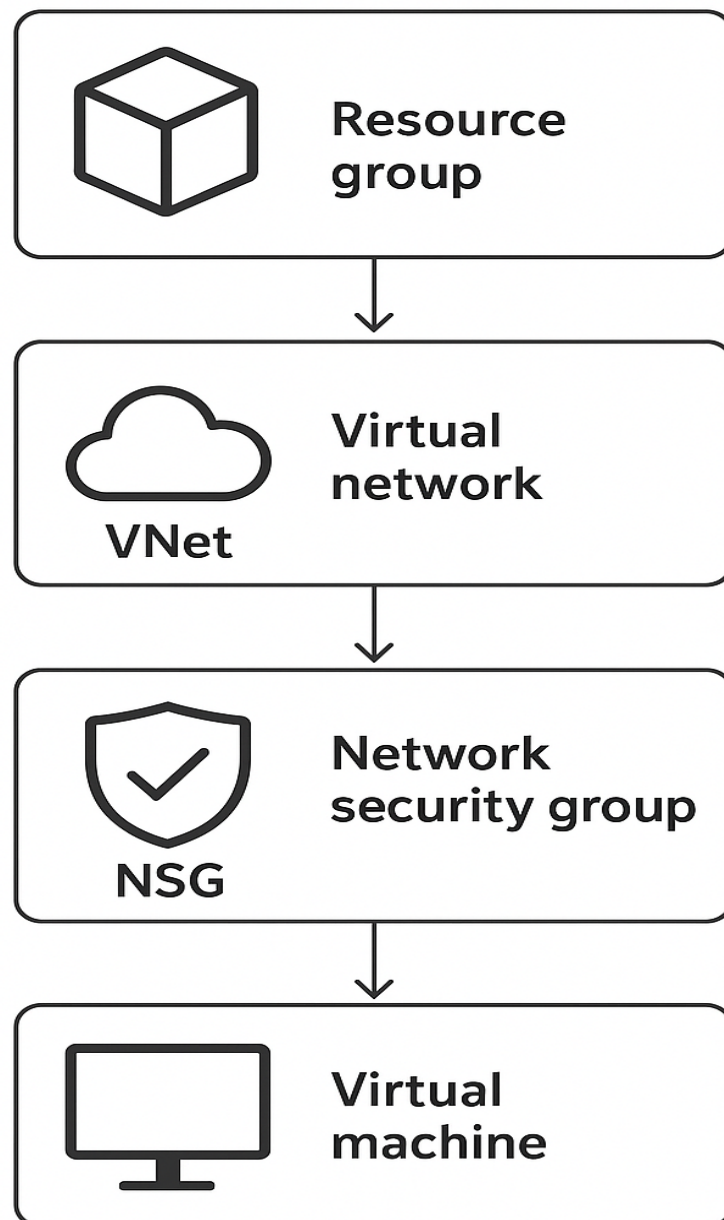 Resource
group
Virtual
network
VNet
Network
security group
NSG
Virtual
machine